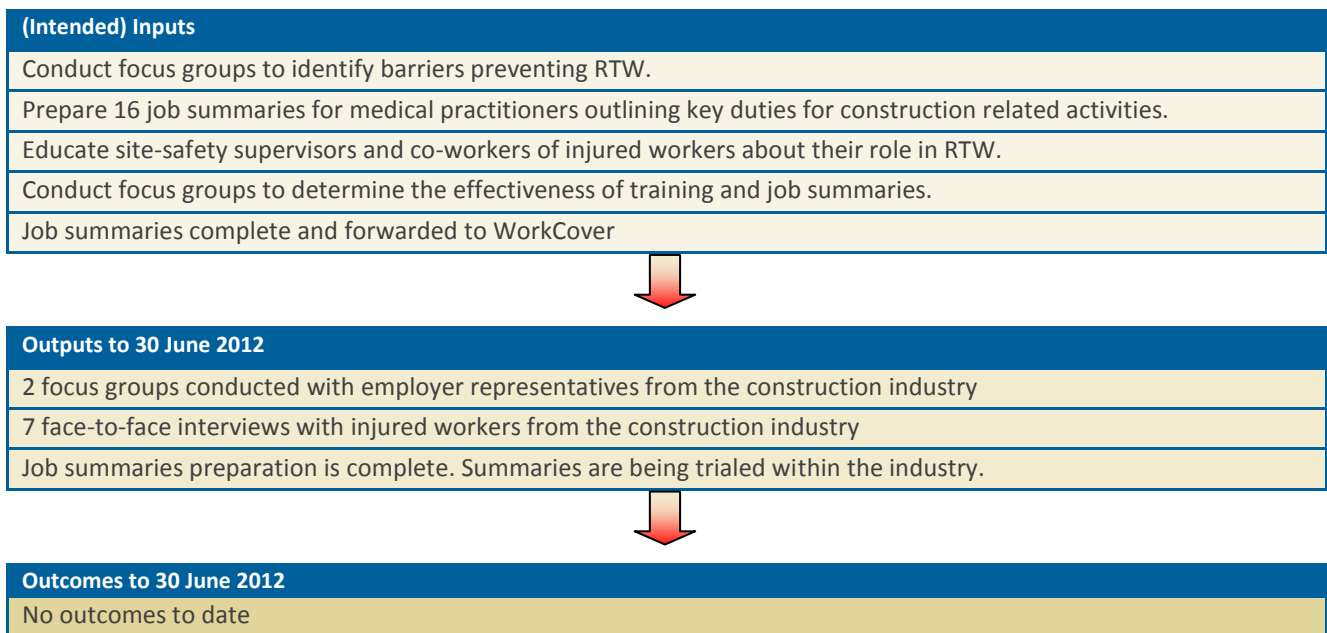 (Intended) Inputs
Conduct focus groups to identify barriers preventing RTW.
Prepare 16 job summaries for medical practitioners outlining key duties for construction related activities.
Educate site-safety supervisors and co-workers of injured workers about their role in RTW.
Conduct focus groups to determine the effectiveness of training and job summaries.
Job summaries complete and forwarded to WorkCover
Outputs to 30 June 2012
2 focus groups conducted with employer representatives from the construction industry
7 face-to-face interviews with injured workers from the construction industry
Job summaries preparation is complete. Summaries are being trialed within the industry.
Outcomes to 30 June 2012
No outcomes to date